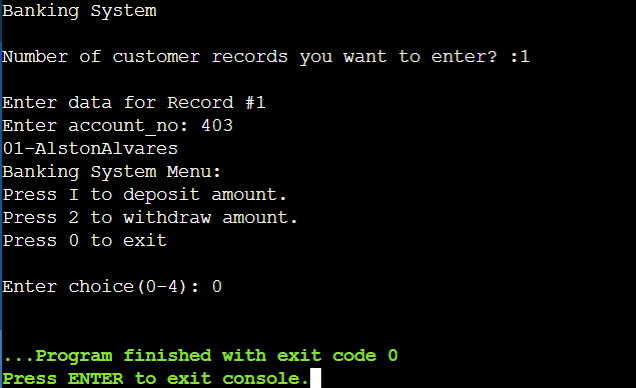 Banking System
Number of customer records you want to enter? :1
Enter data for Record #1
Enter account_no: 403
01-AlstonAlvares
Banking System Menu:
Press I to deposit amount.
Press 2 to withdraw amount.
Press 0 to exit
Enter choice(0-4): 0
...Program finished with exit code 0
Press ENTER to exit console.